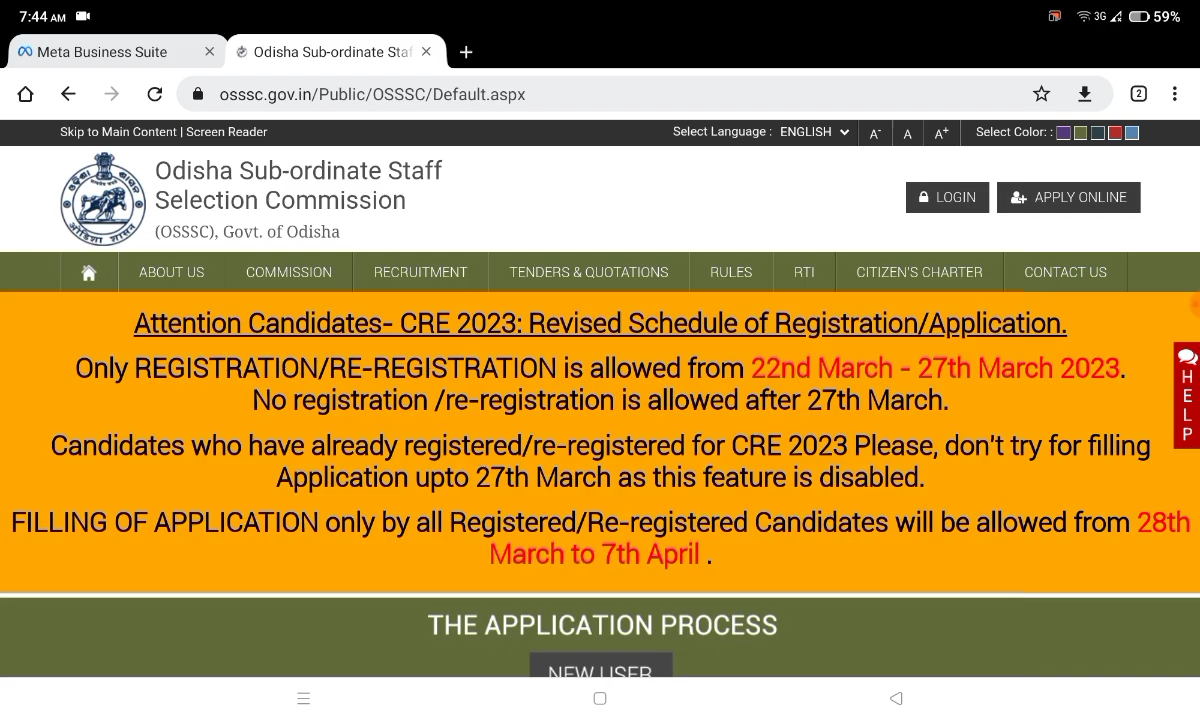 7:44 AM 3G 59%
Meta Business Suite × Odisha Sub-ordinate Staf × +
osssc.gov.in/Public/OSSSC/Default.aspx 2
Skip to Main Content | Screen Reader Select Language : ENGLISH A- A A+ Select Color: :
Odisha Sub-ordinate Staff
Selection Commission
(OSSSC), Govt. of Odisha
LOGIN APPLY ONLINE
ABOUT US COMMISSION RECRUITMENT TENDERS & QUOTATIONS RULES RTI CITIZEN'S CHARTER CONTACT US
Attention Candidates- CRE 2023: Revised Schedule of Registration/Application.
Only REGISTRATION/RE-REGISTRATION is allowed from 22nd March - 27th March 2023.
No registration /re-registration is allowed after 27th March.
Candidates who have already registered/re-registered for CRE 2023 Please, don't try for filling
Application upto 27th March as this feature is disabled.
FILLING OF APPLICATION only by all Registered/Re-registered Candidates will be allowed from 28th
March to 7th April .
HELP
THE APPLICATION PROCESS
NEW USER